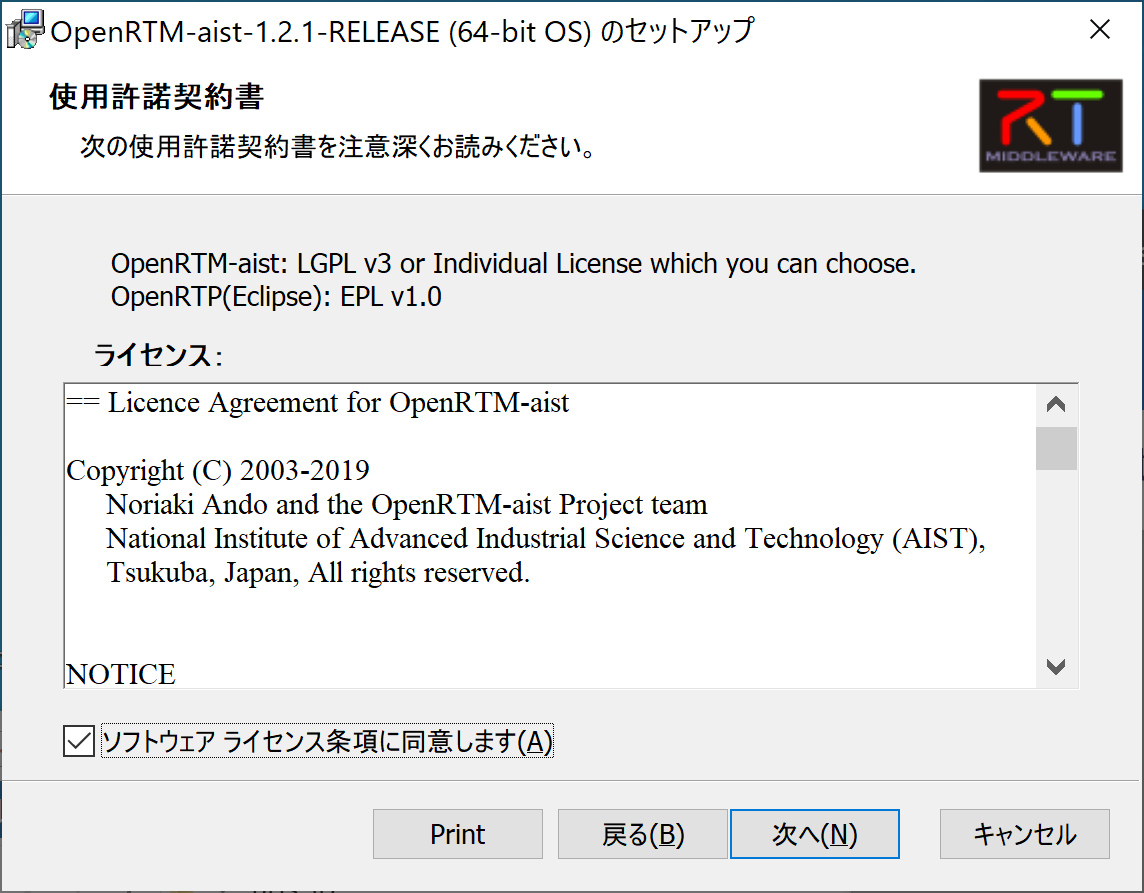 OpenRTM-aist-1.2.1-RELEASE (64-bit OS) のセットアップ
使用許諾契約書
次の使用許諾契約書を注意深くお読みください。
RT
MIDDLEWARE
OpenRTM-aist: LGPL v3 or Individual License which you can choose.
OpenRTP(Eclipse): EPL v1.0
ライセンス:
== Licence Agreement for OpenRTM-aist
Copyright (C) 2003-2019
Noriaki Ando and the OpenRTM-aist Project team
National Institute of Advanced Industrial Science and Technology (AIST),
Tsukuba, Japan, All rights reserved.
NOTICE
ソフトウェア ライセンス条項に同意します(A)
Print
戻る(B)
次へ(N)
キャンセル